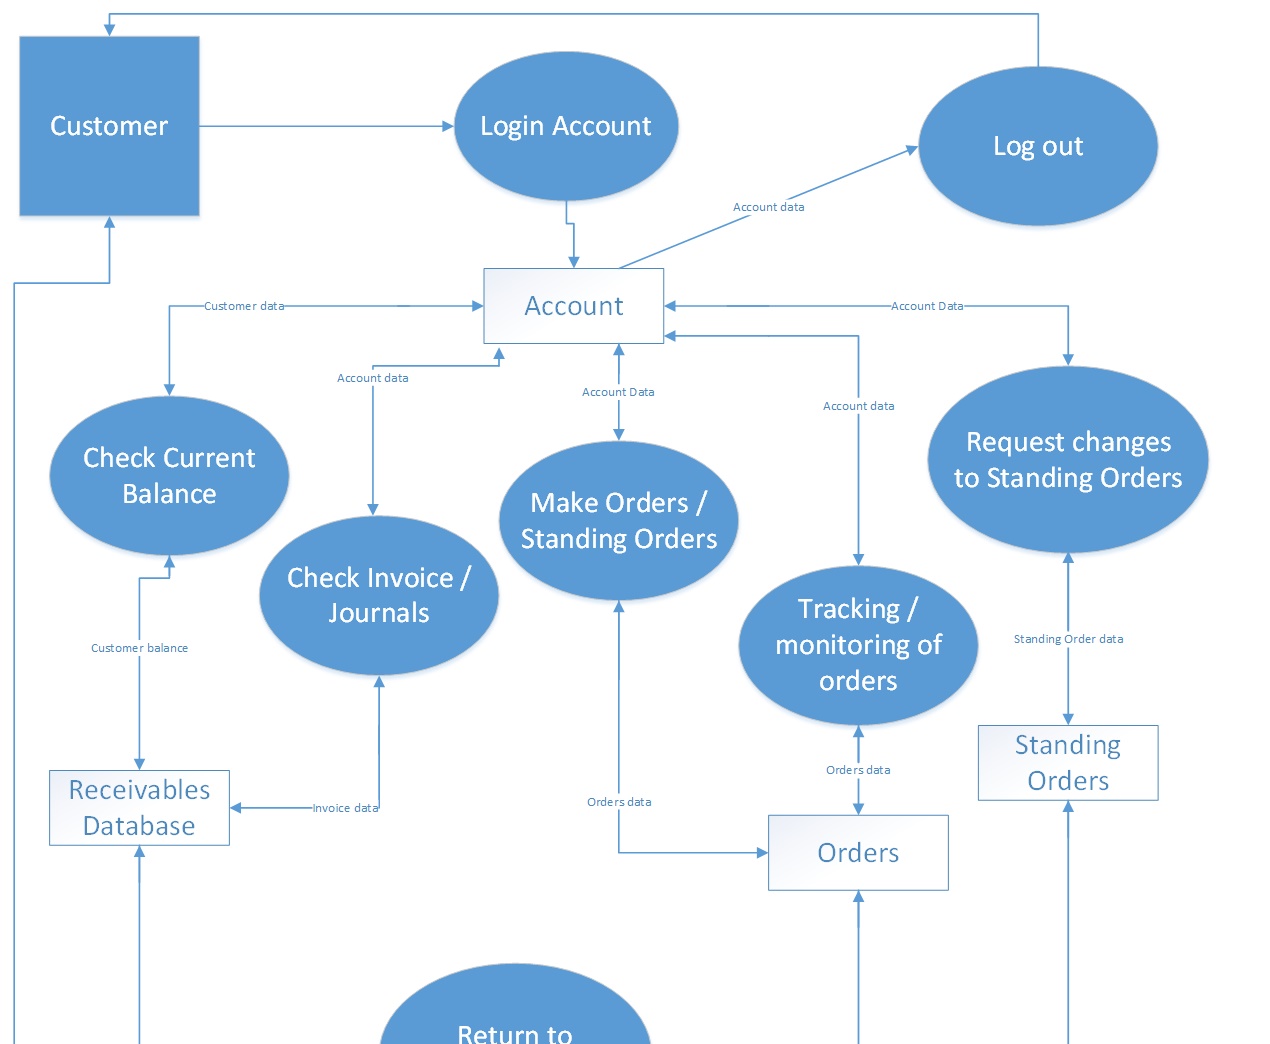 Customer
Login Account
Log out
Account data
Account
Customer data
Account Data
Account data
Account Data
Account data
Check Current
Balance
Request changes
to Standing Orders
Make Orders /
Standing Orders
Check Invoice /
Journals
Tracking /
monitoring of
orders
Customer balance
Standing Order data
Receivables
Database
Invoice data
Orders data
Orders data
Standing
Orders
Orders
Return to